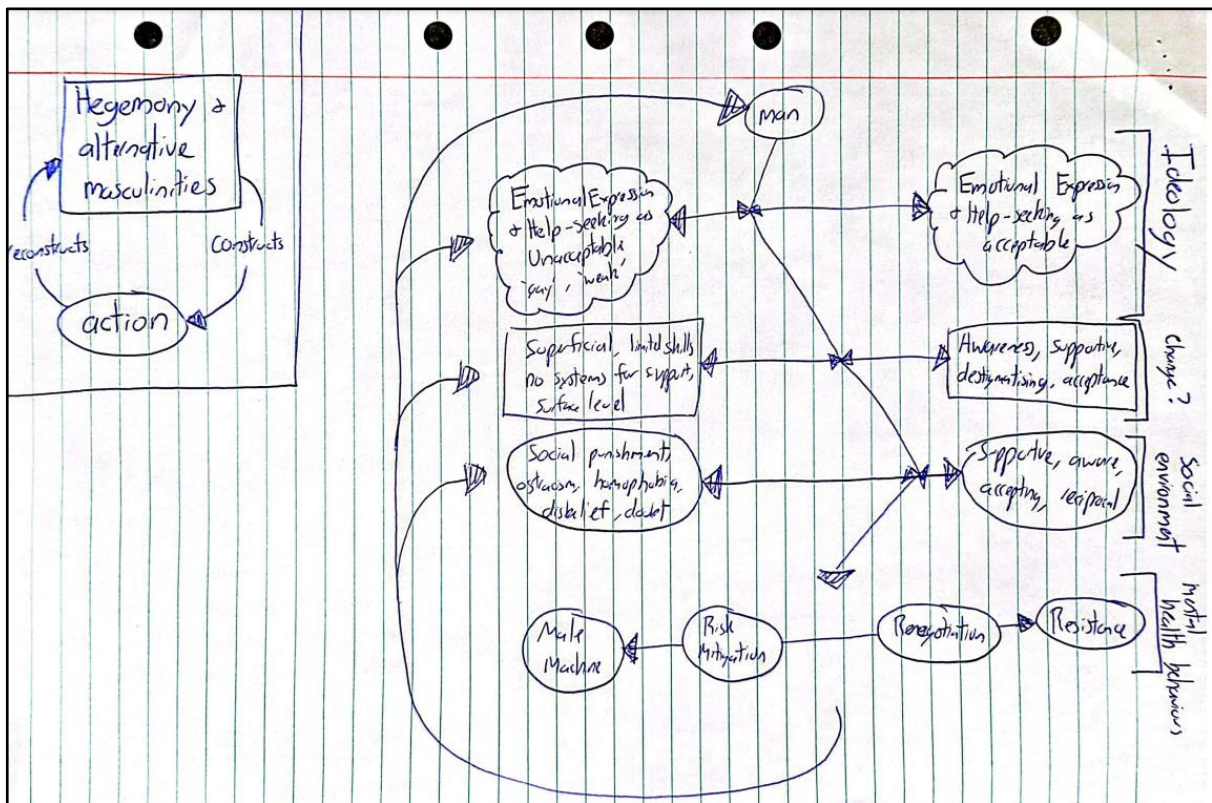 Hegemony &
alternative
masculinities
reconstructs
Constructs
action
man
Emotional Expression
& Help-seeking as
Unacceptable
'gay', 'weak'
Emotional Expression
& Help-seeking as
acceptable
Superficial, limited skills
no systems for support,
surface level
Awareness, supportive,
destigmatising, acceptance
Social punishment,
ostracism, homophobia,
disbelief, doubt
Supportive, aware,
accepting, reciprocal
Male
Machine
Risk
Mitigation
Renegotiation
Resistance
Ideology
Change?
Social
environment
mental
health behaviours